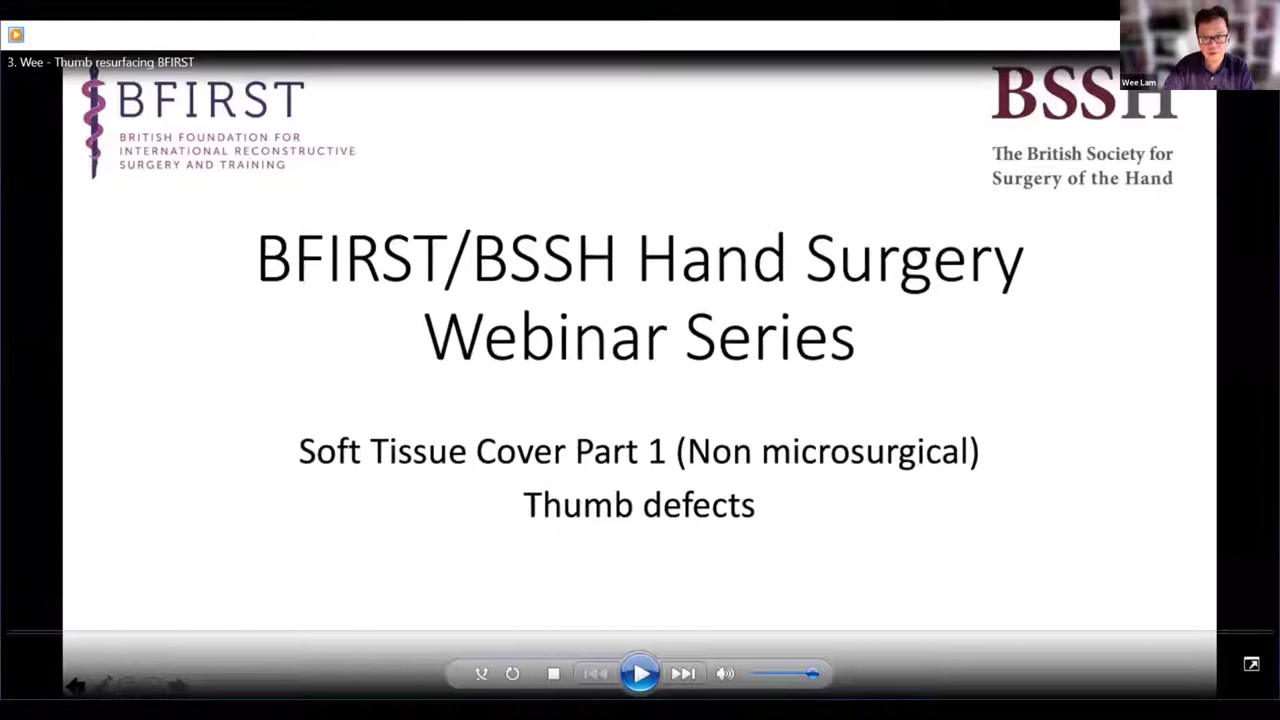 3. Wee - Thumb resurfacing BFIRST
Wee Lam
BFIRST
BRITISH FOUNDATION FOR
INTERNATIONAL RECONSTRUCTIVE
SURGERY AND TRAINING
BSSH
The British Society for
Surgery of the Hand
BFIRST/BSSH Hand Surgery
Webinar Series
Soft Tissue Cover Part 1 (Non microsurgical)
Thumb defects